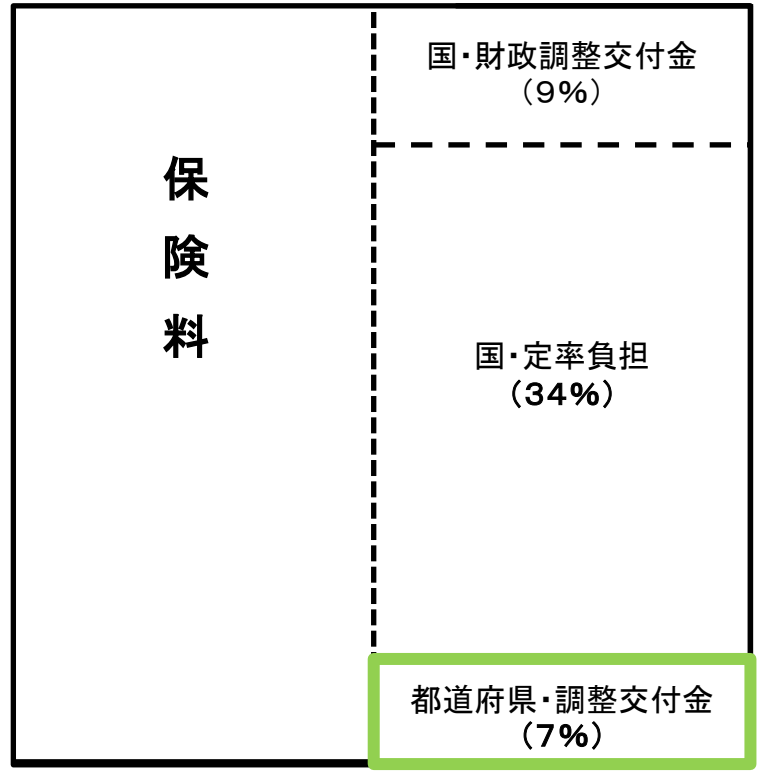 保険料
国・財政調整交付金
（9%）
国・定率負担
（34%）
都道府県・調整交付金
（7%）